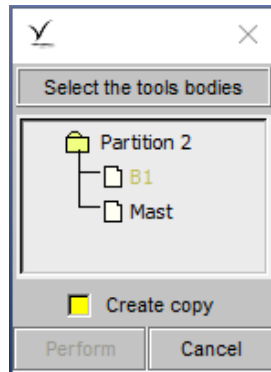 Select the tools bodies
Partition 2
B1
Mast
Create copy
Perform
Cancel